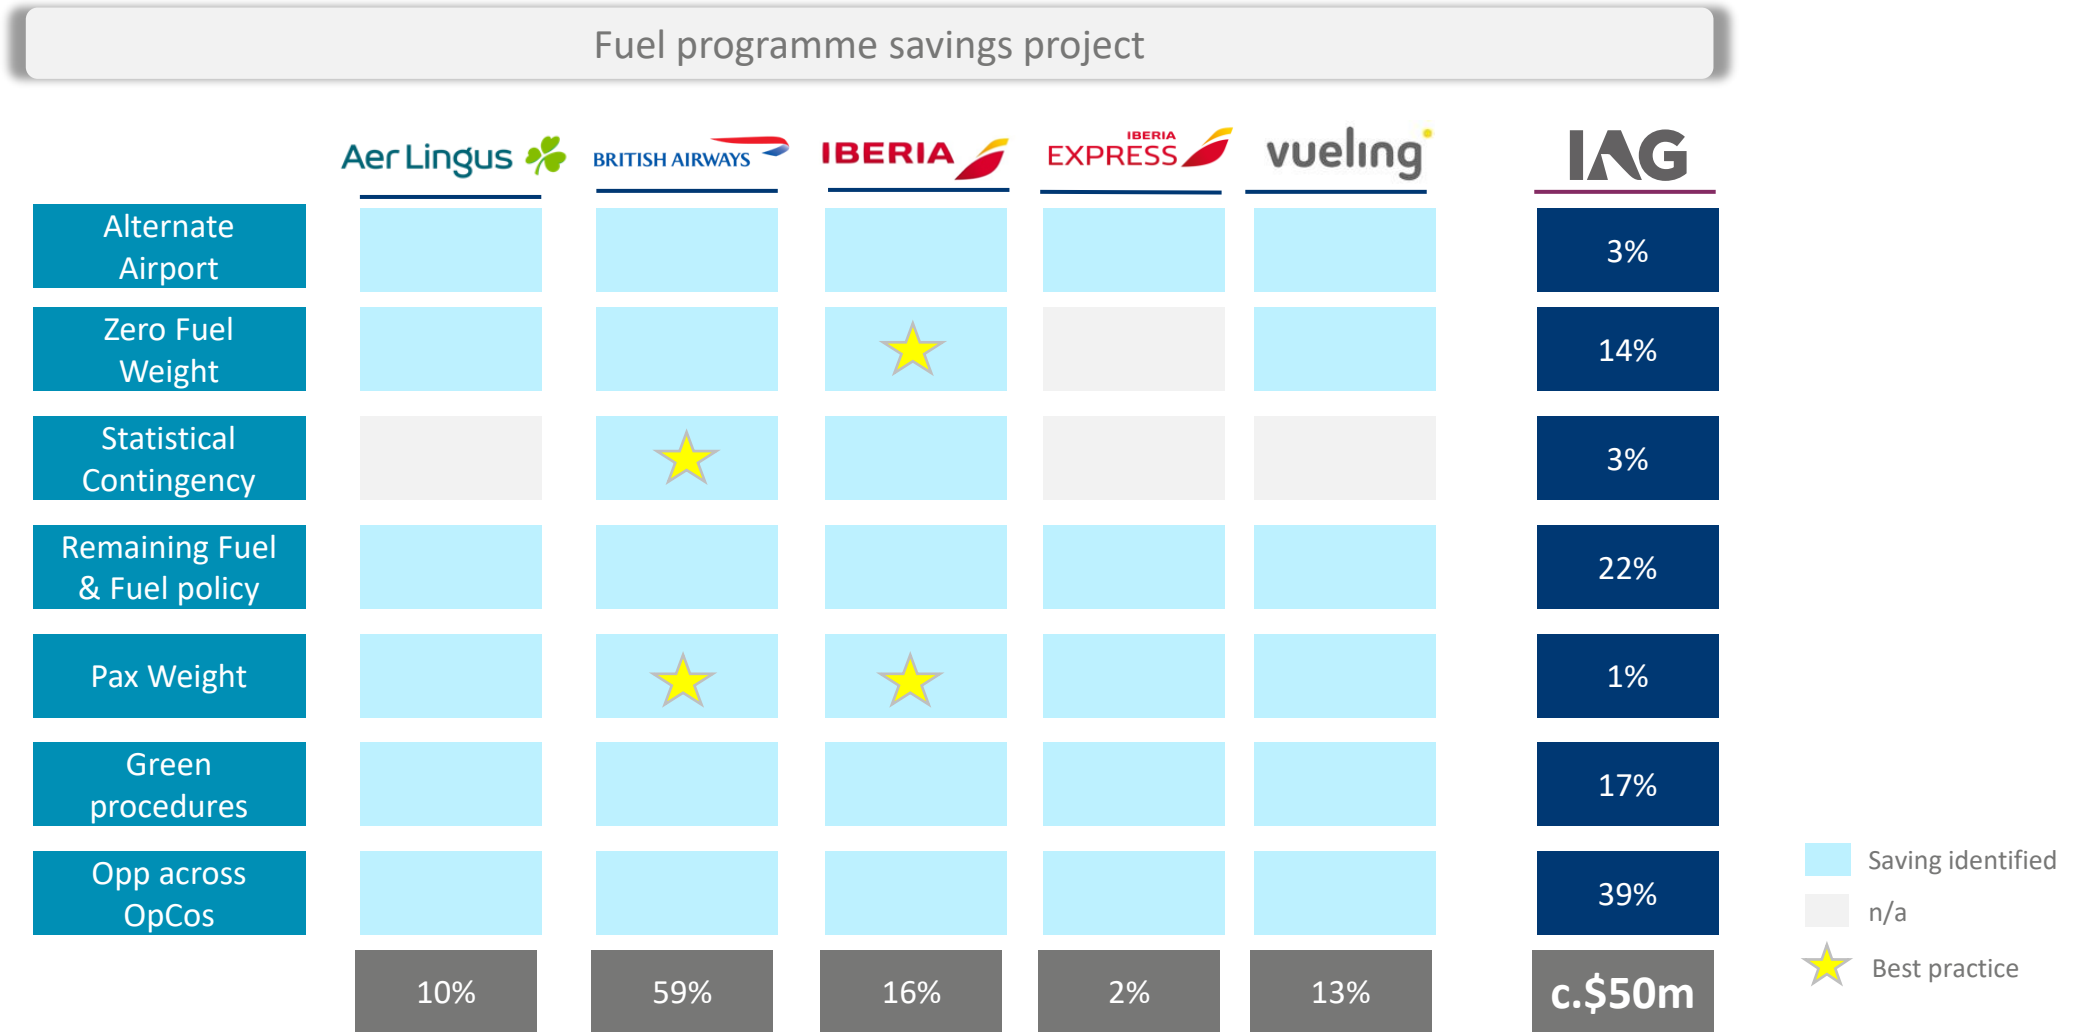 Fuel programme savings project
Aer Lingus
BRITISH AIRWAYS
IBERIA
IBERIA
EXPRESS
vueling
IAG
Alternate
Airport
3%
Zero Fuel
Weight
14%
Statistical
Contingency
3%
Remaining Fuel
& Fuel policy
22%
Pax Weight
1%
Green
procedures
17%
Opp across
OpCos
39%
10%
59%
16%
2%
13%
c.$50m
Saving identified
n/a
Best practice